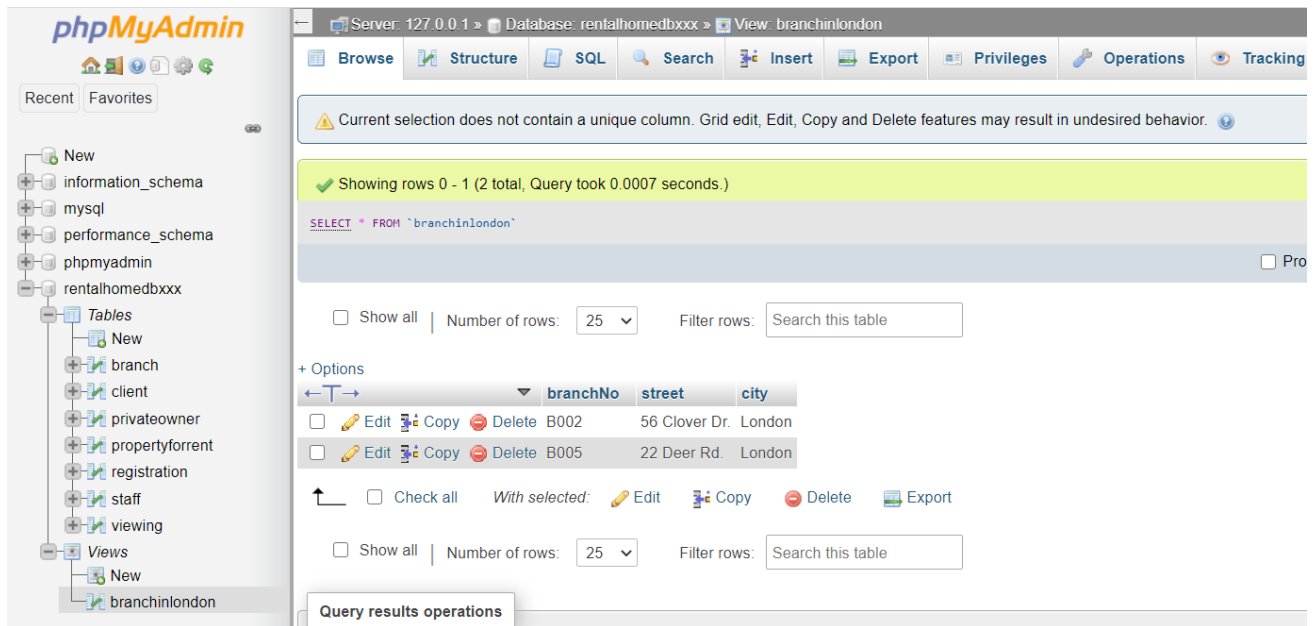 phpMyAdmin
Recent Favorites
New
information_schema
mysql
performance_schema
phpmyadmin
rentalhomedbxxx
Tables
New
branch
client
privateowner
propertyforrent
registration
staff
viewing
Views
New
branchinlondon
Server: 127.0.0.1 » Database: rentalhomedbxxx » View: branchinlondon
Browse Structure SQL Search Insert Export Privileges Operations Tracking
Current selection does not contain a unique column. Grid edit, Edit, Copy and Delete features may result in undesired behavior.
Showing rows 0 - 1 (2 total, Query took 0.0007 seconds.)
SELECT * FROM `branchinlondon`
Pro
Show all | Number of rows: 25 Filter rows: Search this table
+ Options
←T→ branchNo street city
Edit Copy Delete B002 56 Clover Dr. London
Edit Copy Delete B005 22 Deer Rd. London
Check all With selected: Edit Copy Delete Export
Show all | Number of rows: 25 Filter rows: Search this table
Query results operations